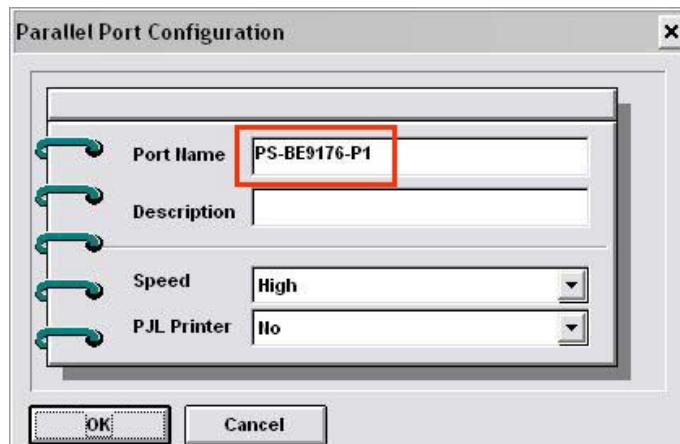 Parallel Port Configuration
Port Name PS-BE9176-P1
Description
Speed High
PJL Printer No
OK Cancel